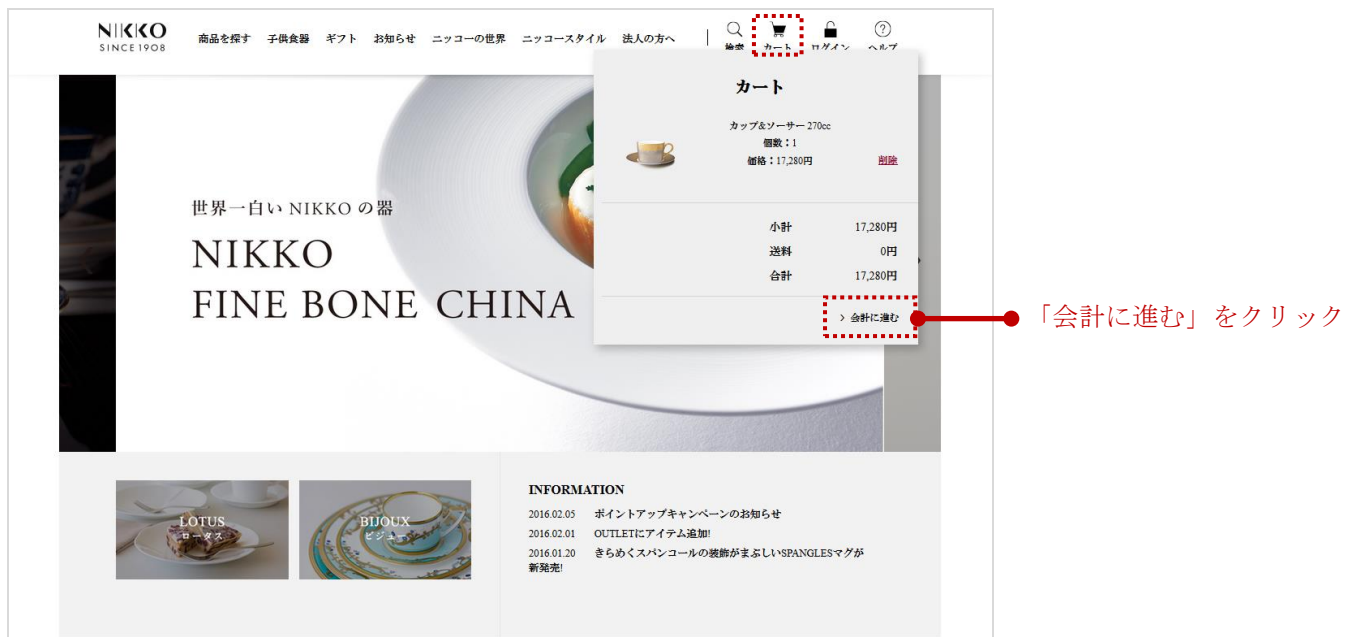 NIKKO
SINCE 1908
商品を探す 子供食器 ギフト お知らせ ニッコーの世界 ニッコースタイル 法人の方へ
検索 カート ログイン ヘルプ
カート
カップ&ソーサー 270cc
個数：1
価格：17,280円 削除
小計 17,280円
送料 0円
合計 17,280円
› 会計に進む
「会計に進む」をクリック
世界一白い NIKKO の器
NIKKO
FINE BONE CHINA
LOTUS
ロータス
BIJOUX
ビジュー
INFORMATION
2016.02.05 ポイントアップキャンペーンのお知らせ
2016.02.01 OUTLETにアイテム追加!
2016.01.20 きらめくスパンコールの装飾がまぶしいSPANGLESマグが
新発売!